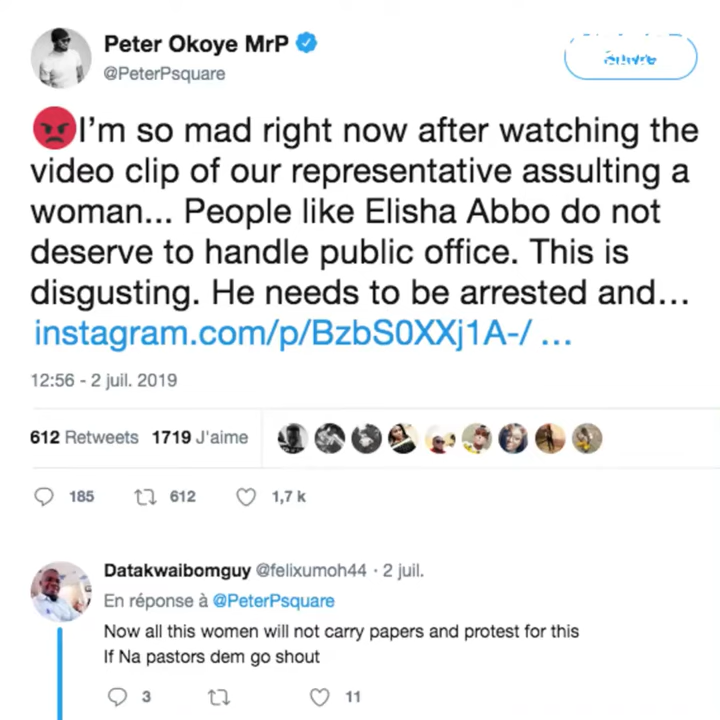 Peter Okoye MrP
@PeterPsquare
I'm so mad right now after watching the
video clip of our representative assulting a
woman... People like Elisha Abbo do not
deserve to handle public office. This is
disgusting. He needs to be arrested and...
instagram.com/p/BzbS0XXj1A-/ ...
12:56 - 2 juil. 2019
612 Retweets 1719 J'aime
185 612 1,7 k
Datakwaibomguy @felixumoh44 · 2 juil.
En réponse à @PeterPsquare
Now all this women will not carry papers and protest for this
If Na pastors dem go shout
3 11